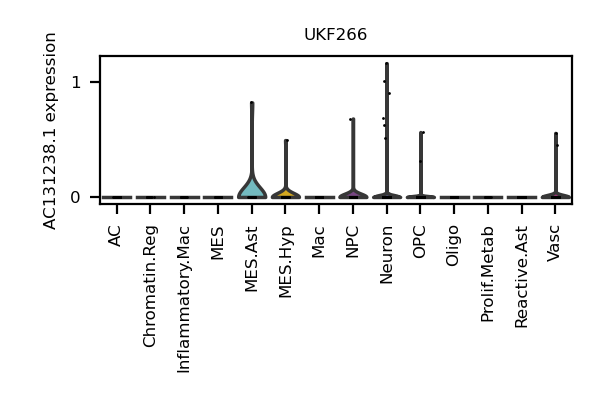 UKF266
AC131238.1 expression
1
0
AC
Chromatin.Reg
Inflammatory.Mac
MES
MES.Ast
MES.Hyp
Mac
NPC
Neuron
OPC
Oligo
Prolif.Metab
Reactive.Ast
Vasc